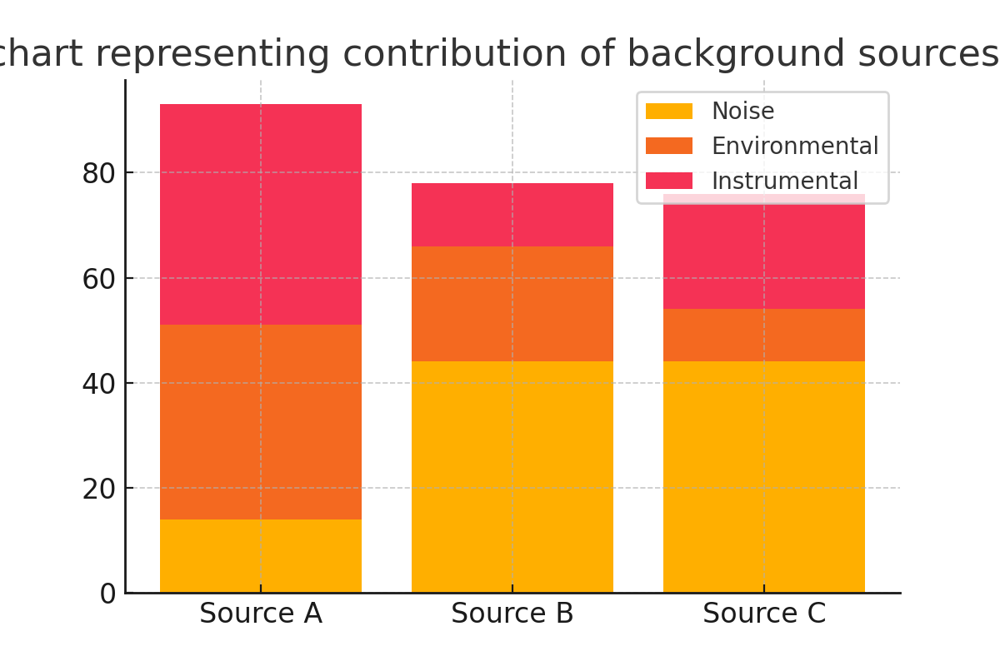 chart representing contribution of background sources
Noise
Environmental
Instrumental
80
60
40
20
0
Source A
Source B
Source C